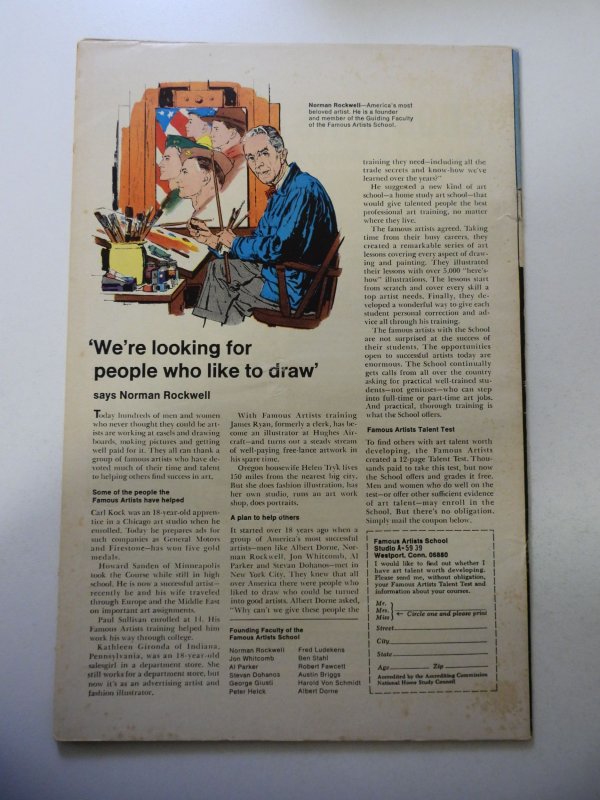 Norman Rockwell—America's most
beloved artist. He is a founder
and member of the Guiding Faculty
of the Famous Artists School.
'We're looking for
people who like to draw'
says Norman Rockwell
Today hundreds of men and women
who never thought they could be art-
ists are working at easels and drawing
boards, making pictures and getting
well paid for it. They all can thank a
group of famous artists who have de-
voted much of their time and talent
to helping others find success in art.
Some of the people the
Famous Artists have helped
Carl Kock was an 18-year-old appren-
tice in a Chicago art studio when he
enrolled. Today he prepares ads for
such companies as General Motors
and Firestone—has won five gold
medals.
Howard Sanden of Minneapolis
took the Course while still in high
school. He is now a successful artist—
recently he and his wife traveled
through Europe and the Middle East
on important art assignments.
Paul Sullivan enrolled at 14. His
Famous Artists training helped him
work his way through college.
Kathleen Gironda of Indiana,
Pennsylvania, was an 18-year-old
salesgirl in a department store. She
still works for a department store, but
now it's as an advertising artist and
fashion illustrator.
With Famous Artists training
James Ryan, formerly a clerk, has be-
come an illustrator at Hughes Air-
craft—and turns out a steady stream
of well-paying free-lance artwork in
his spare time.
Oregon housewife Helen Tryk lives
150 miles from the nearest big city.
But she does fashion illustration, has
her own studio, runs an art work
shop, does portraits.
A plan to help others
It started over 18 years ago when a
group of America's most successful
artists—men like Albert Dorne, Nor-
man Rockwell, Jon Whitcomb, Al
Parker and Stevan Dohanos—met in
New York City. They knew that all
over America there were people who
liked to draw who could be turned
into good artists. Albert Dorne asked,
"Why can't we give these people the
Founding Faculty of the
Famous Artists School
Norman Rockwell
Jon Whitcomb
Al Parker
Stevan Dohanos
George Giusti
Peter Helck
Fred Ludekens
Ben Stahl
Robert Fawcett
Austin Briggs
Harold Von Schmidt
Albert Dorne
training they need—including all the
trade secrets and know-how we've
learned over the years?"
He suggested a new kind of art
school—a home study art school—that
would give talented people the best
professional art training, no matter
where they live.
The famous artists agreed. Taking
time from their busy careers, they
created a remarkable series of art
lessons covering every aspect of draw-
ing and painting. They illustrated
their lessons with over 5,000 "here's-
how" illustrations. The lessons start
from scratch and cover every skill a
top artist needs. Finally, they de-
veloped a wonderful way to give each
student personal correction and ad-
vice all through his training.
The famous artists with the School
are not surprised at the success of
their students. The opportunities
open to successful artists today are
enormous. The School continually
gets calls from all over the country
asking for practical well-trained stu-
dents—not geniuses—who can step
into full-time or part-time art jobs.
And practical, thorough training is
what the School offers.
Famous Artists Talent Test
To find others with art talent worth
developing, the Famous Artists
created a 12-page Talent Test. Thou-
sands paid to take this test, but now
the School offers and grades it free.
Men and women who do well on the
test—or offer other sufficient evidence
of art talent—may enroll in the
School. But there's no obligation.
Simply mail the coupon below.
Famous Artists School
Studio A-5939
Westport, Conn. 06880
I would like to find out whether I
have art talent worth developing.
Please send me, without obligation,
your Famous Artists Talent Test and
information about your courses.
Mr.
Mrs. ← Circle one and please print
Miss
Street
City
State
Age Zip
Accredited by the Accrediting Commission
National Home Study Council